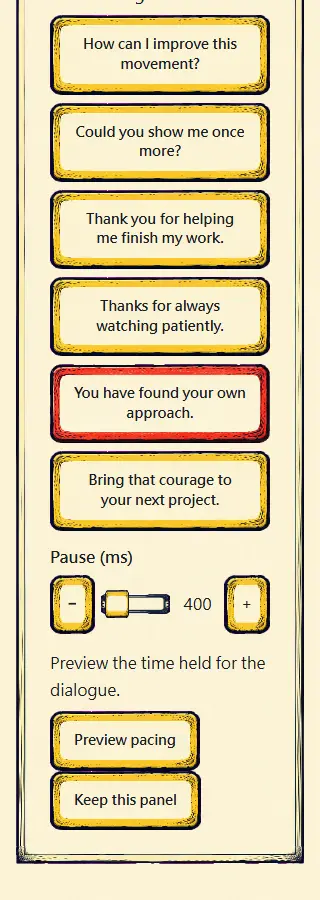 How can I improve this
movement?
Could you show me once
more?
Thank you for helping
me finish my work.
Thanks for always
watching patiently.
You have found your own
approach.
Bring that courage to
your next project.
Pause (ms)
− 400 +
Preview the time held for the
dialogue.
Preview pacing
Keep this panel